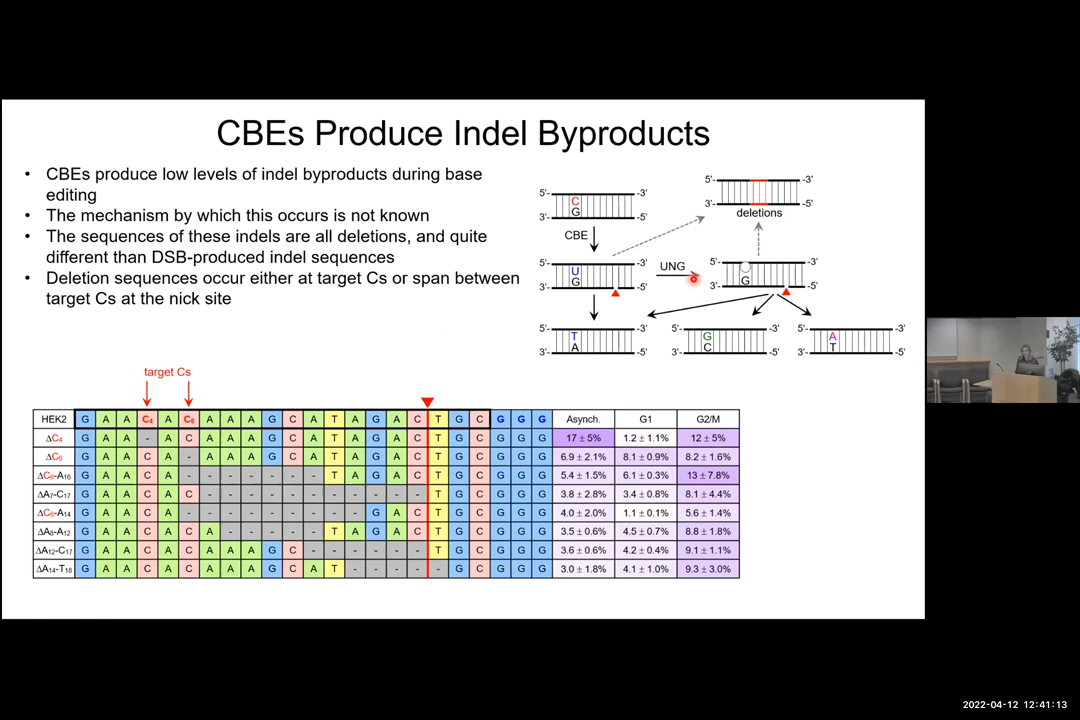 CBEs Produce Indel Byproducts
• CBEs produce low levels of indel byproducts during base
editing
• The mechanism by which this occurs is not known
• The sequences of these indels are all deletions, and quite
different than DSB-produced indel sequences
• Deletion sequences occur either at target Cs or span between
target Cs at the nick site
5'- -3'
C
G
3'- -5'
CBE
5'- -3'
3'- -5'
deletions
5'- -3'
U
G
3'- -5'
UNG
5'- -3'
G
3'- -5'
5'- -3'
T
A
3'- -5'
5'- -3'
G
C
3'- -5'
5'- -3'
A
T
3'- -5'
target Cs
HEK2 G A A C4 A C6 A A A G C A T A G A C T G C G G G Asynch. G1 G2/M
ΔC4 G A A - A C A A A G C A T A G A C T G C G G G 17 ± 5% 1.2 ± 1.1% 12 ± 5%
ΔC6 G A A C A - A A A G C A T A G A C T G C G G G 6.9 ± 2.1% 8.1 ± 0.9% 8.2 ± 1.6%
ΔC6-A16 G A A C A - - - - - - - T A G A C T G C G G G 5.4 ± 1.5% 6.1 ± 0.3% 13 ± 7.8%
ΔA7-C17 G A A C A C - - - - - - - - - - - T G C G G G 3.8 ± 2.8% 3.4 ± 0.8% 8.1 ± 4.4%
ΔC6-A14 G A A C A - - - - - - - - - G A C T G C G G G 4.0 ± 2.0% 1.1 ± 0.1% 5.6 ± 1.4%
ΔA8-A12 G A A C A C A - - - - - T A G A C T G C G G G 3.5 ± 0.6% 4.5 ± 0.7% 8.8 ± 1.8%
ΔA12-C17 G A A C A C A A A G C - - - - - - T G C G G G 3.6 ± 0.6% 4.2 ± 0.4% 9.1 ± 1.1%
ΔA14-T18 G A A C A C A A A G C A T - - - - - G C G G G 3.0 ± 1.8% 4.1 ± 1.0% 9.3 ± 3.0%
2022-04-12 12:41:13